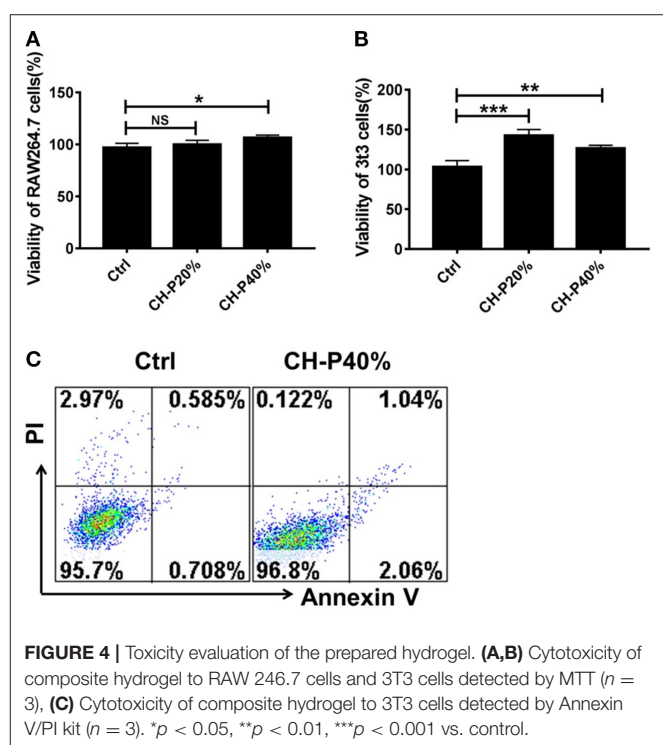 A
Viability of RAW264.7 cells(%)
150
100
50
0
*
NS
Ctrl
CH-P20%
CH-P40%
B
Viability of 3t3 cells(%)
200
150
100
50
0
**
***
Ctrl
CH-P20%
CH-P40%
C
Ctrl CH-P40%
PI
2.97% 0.585% 0.122% 1.04%
95.7% 0.708% 96.8% 2.06%
Annexin V
FIGURE 4 | Toxicity evaluation of the prepared hydrogel. (A,B) Cytotoxicity of
composite hydrogel to RAW 246.7 cells and 3T3 cells detected by MTT (n =
3), (C) Cytotoxicity of composite hydrogel to 3T3 cells detected by Annexin
V/PI kit (n = 3). *p < 0.05, **p < 0.01, ***p < 0.001 vs. control.